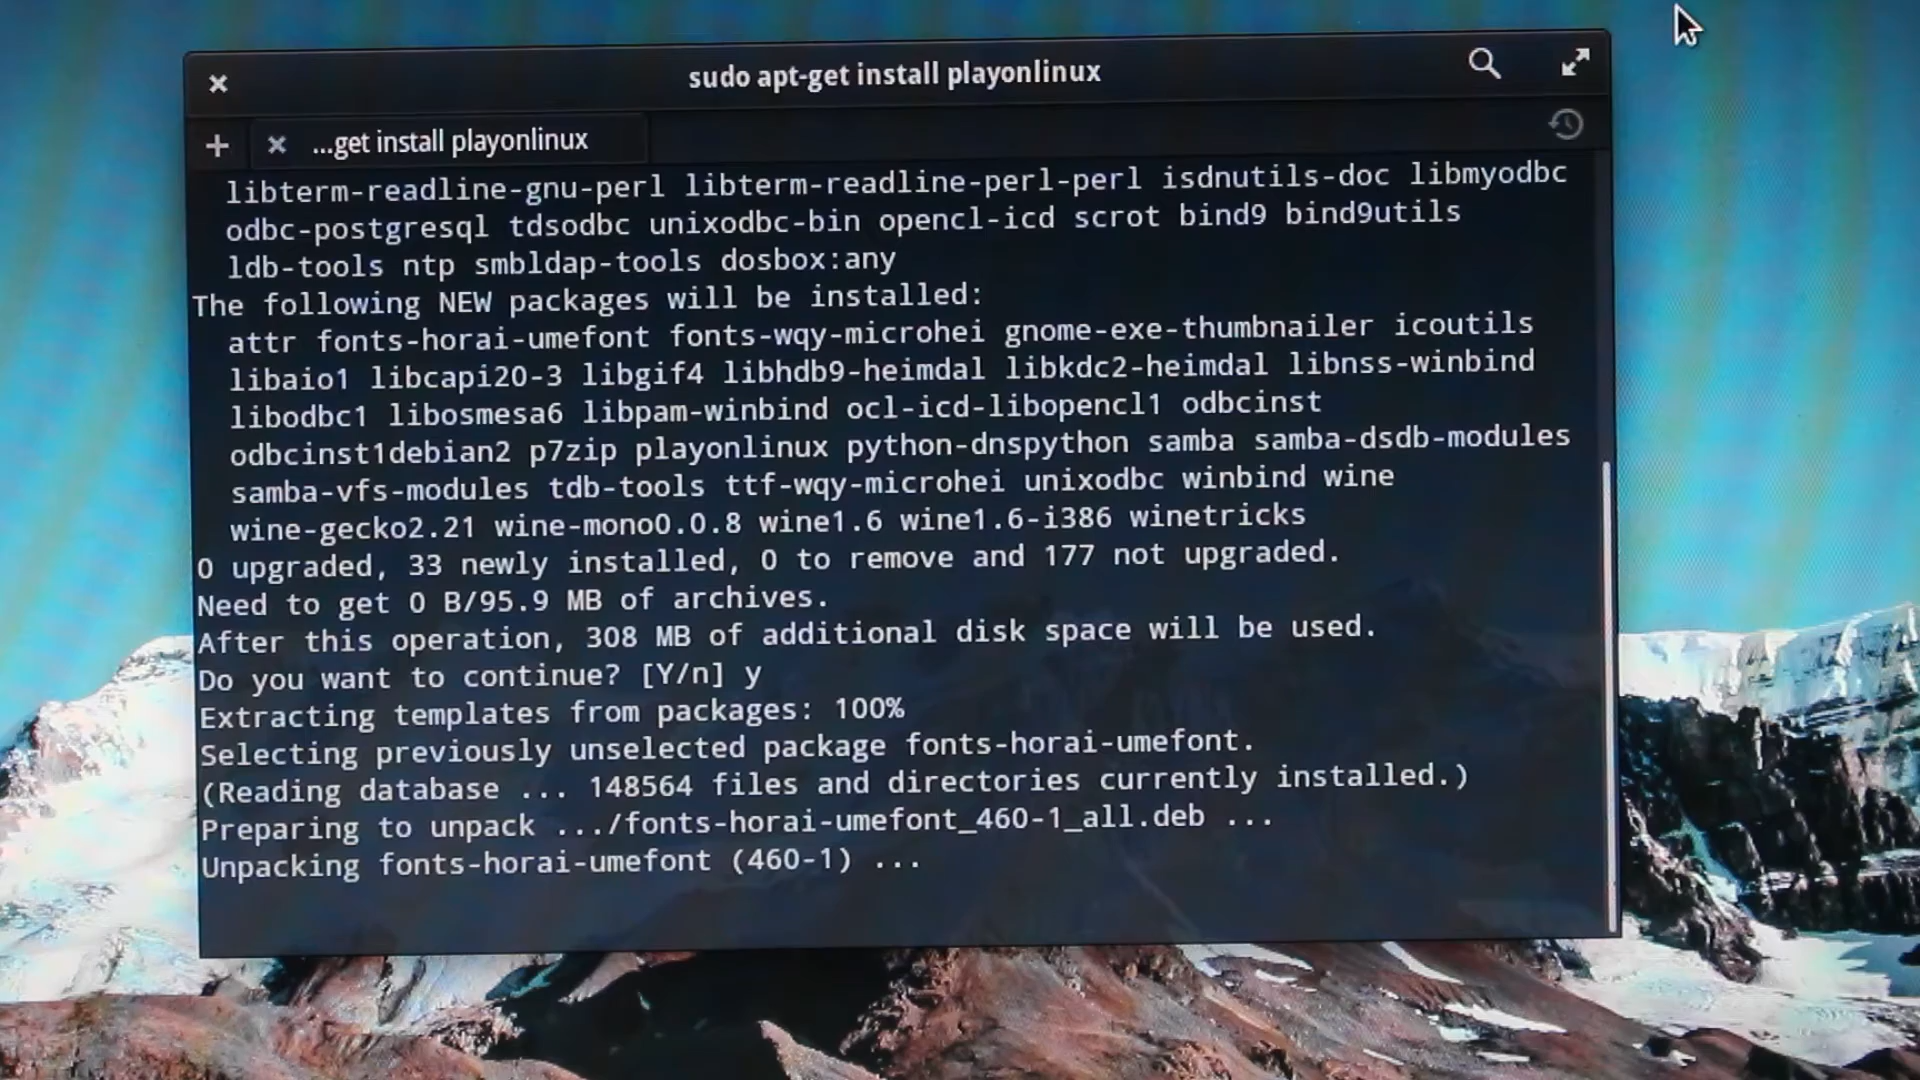 sudo apt-get install playonlinux
...get install playonlinux
libterm-readline-gnu-perl libterm-readline-perl-perl isdnutils-doc libmyodbc
odbc-postgresql tdsodbc unixodbc-bin opencl-icd scrot bind9 bind9utils
ldb-tools ntp smbldap-tools dosbox:any
The following NEW packages will be installed:
attr fonts-horai-umefont fonts-wqy-microhei gnome-exe-thumbnailer icoutils
libaio1 libcapi20-3 libgif4 libhdb9-heimdal libkdc2-heimdal libnss-winbind
libodbc1 libosmesa6 libpam-winbind ocl-icd-libopencl1 odbcinst
odbcinst1debian2 p7zip playonlinux python-dnspython samba samba-dsdb-modules
samba-vfs-modules tdb-tools ttf-wqy-microhei unixodbc winbind wine
wine-gecko2.21 wine-mono0.0.8 wine1.6 wine1.6-i386 winetricks
0 upgraded, 33 newly installed, 0 to remove and 177 not upgraded.
Need to get 0 B/95.9 MB of archives.
After this operation, 308 MB of additional disk space will be used.
Do you want to continue? [Y/n] y
Extracting templates from packages: 100%
Selecting previously unselected package fonts-horai-umefont.
(Reading database ... 148564 files and directories currently installed.)
Preparing to unpack .../fonts-horai-umefont_460-1_all.deb ...
Unpacking fonts-horai-umefont (460-1) ...